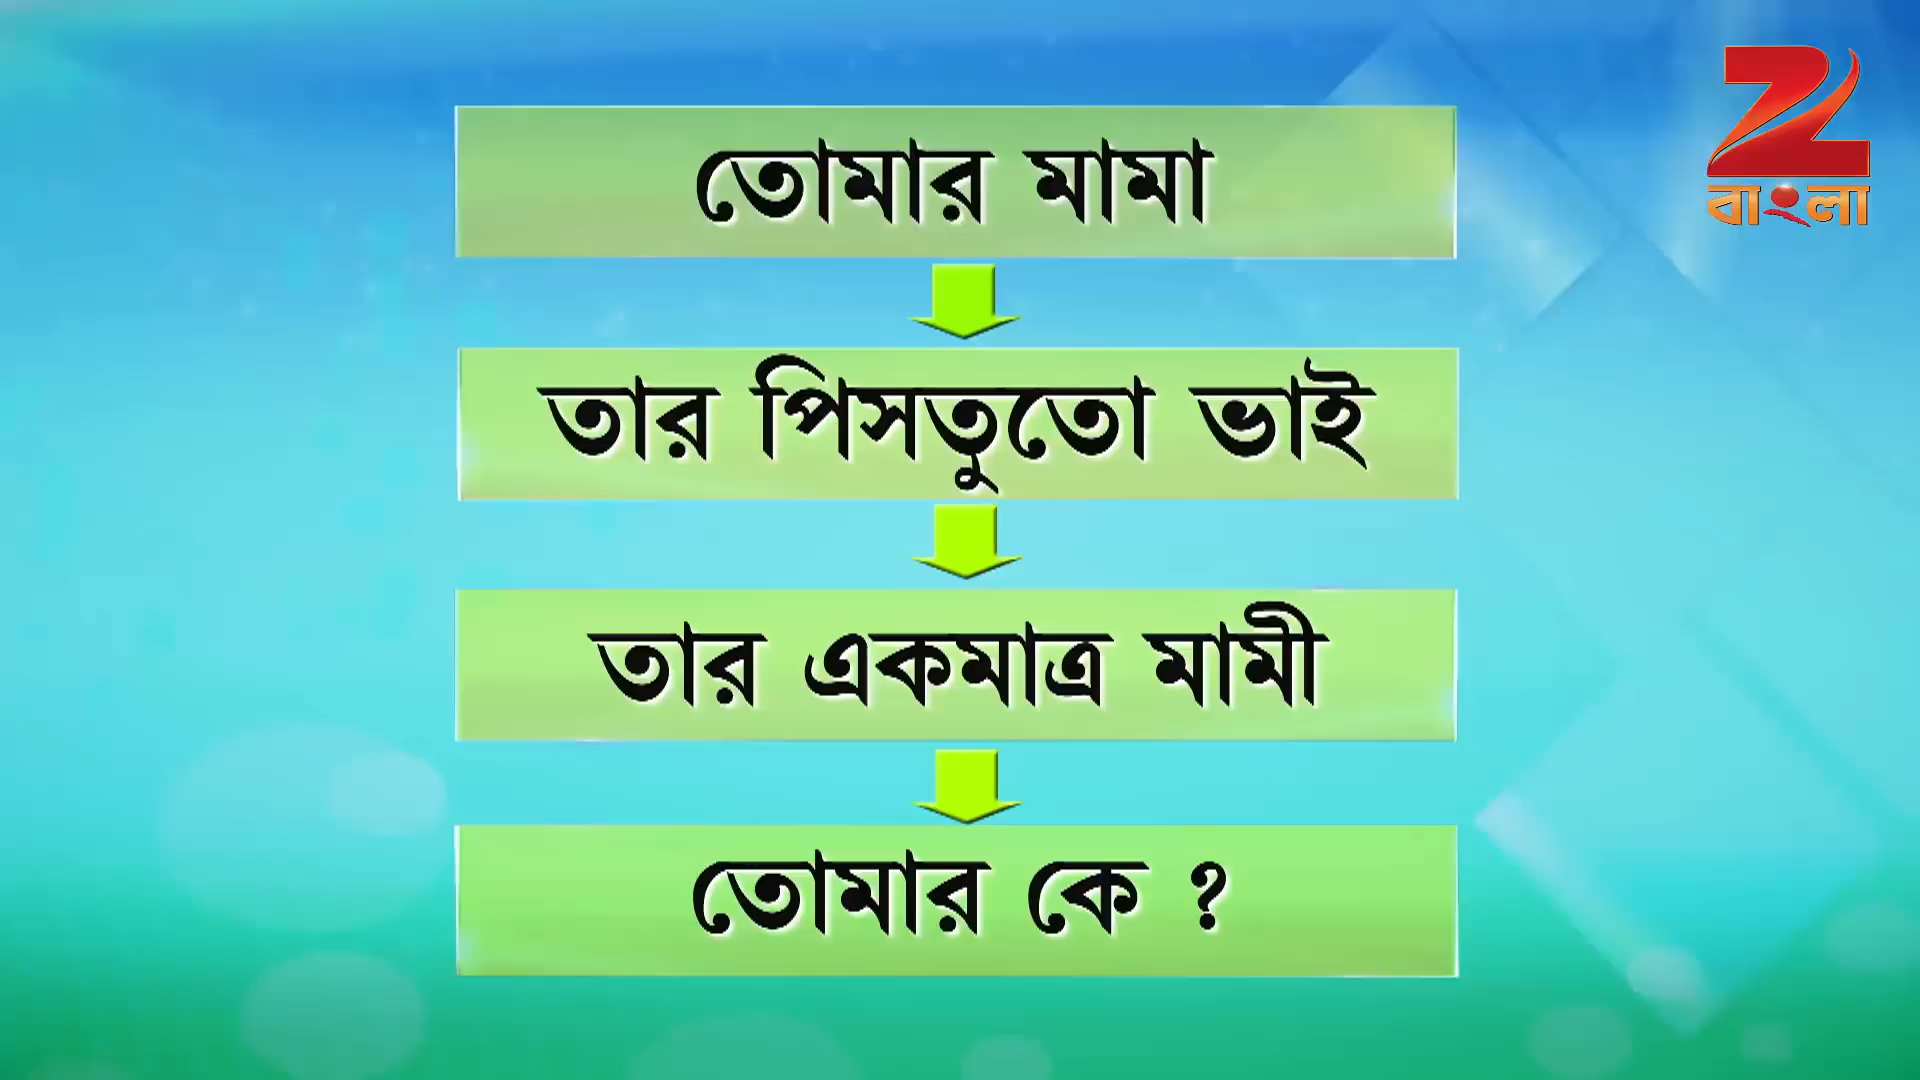 তোমার মামা
তার পিসতুতো ভাই
তার একমাত্র মামী
তোমার কে ?
বাংলা